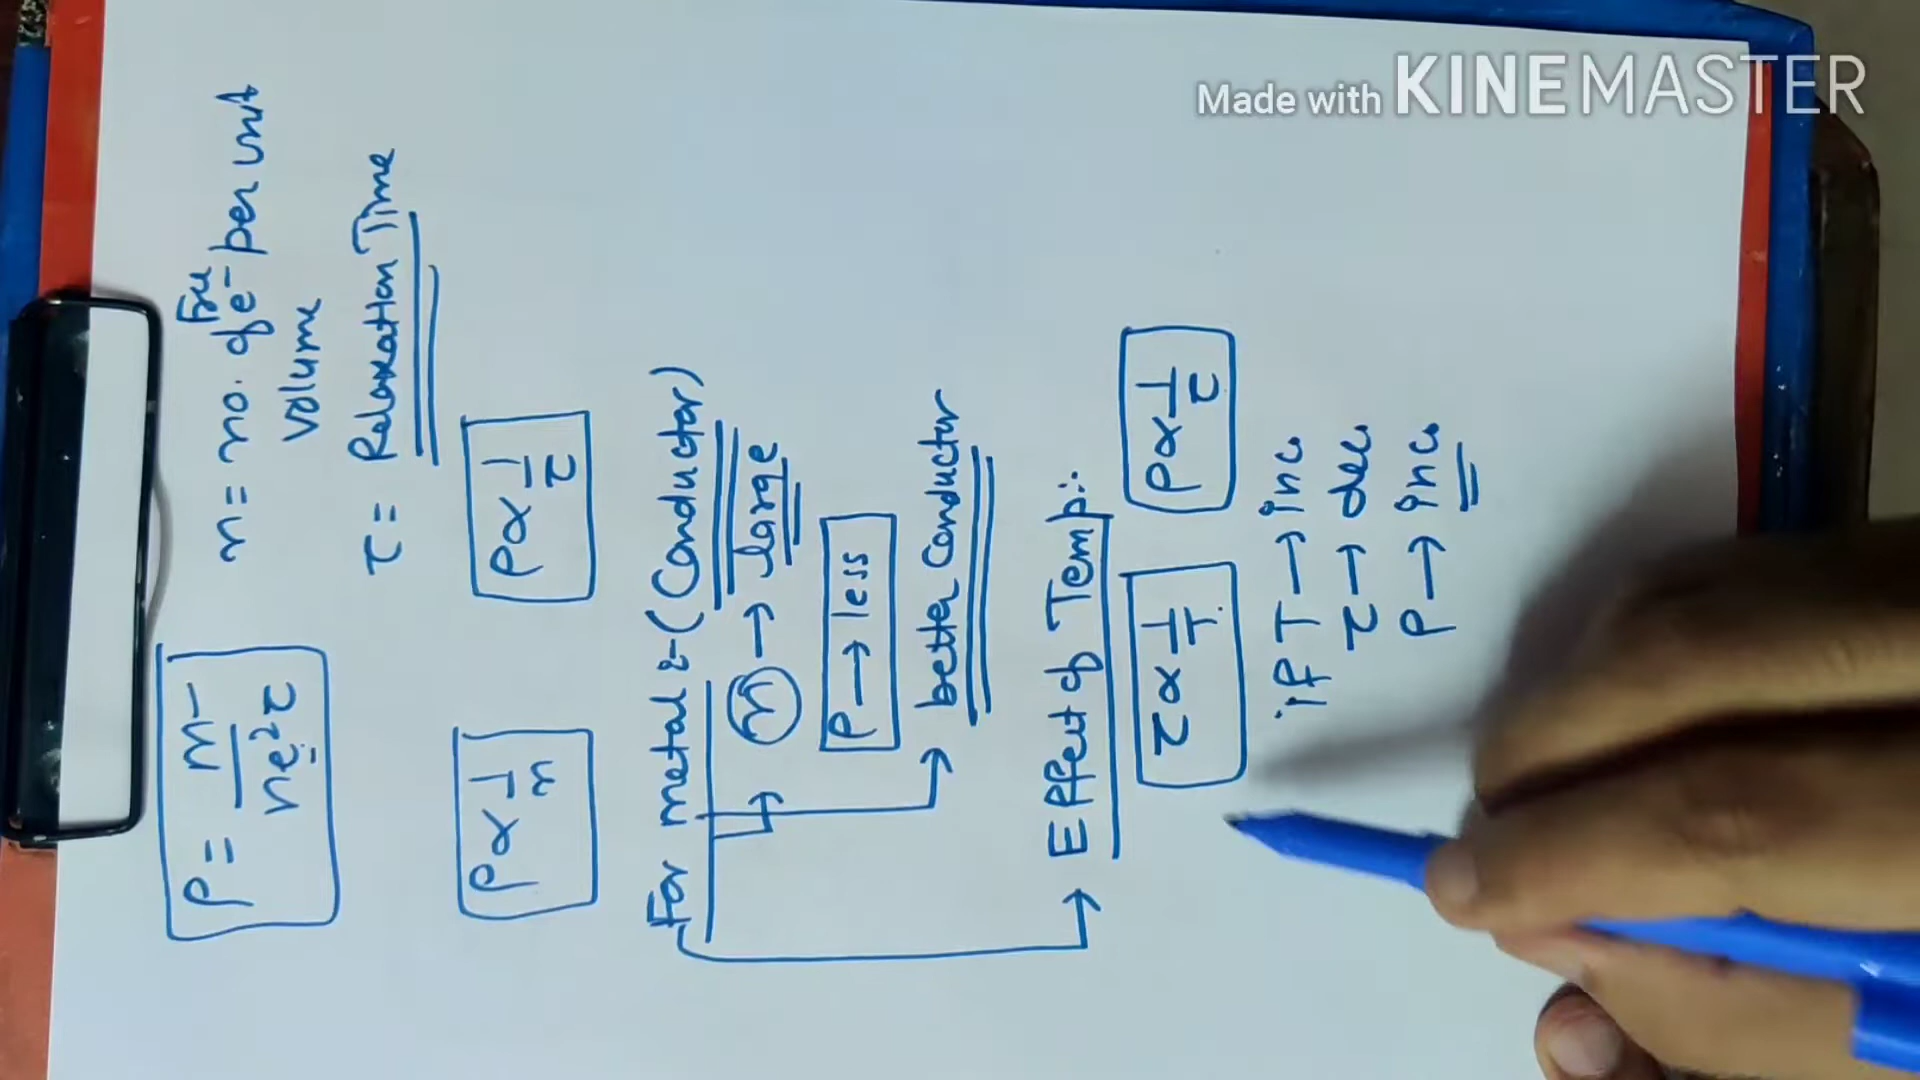 Made with KINEMASTER
ρ = m / ne²τ
n = no. of free e⁻ per unit
volume
τ = Relaxation Time
ρ ∝ 1/n
ρ ∝ 1/τ
For metal :- (Conductor)
n → large
ρ → less
better conductor
Effect of Temp :-
τ ∝ 1/T
ρ ∝ 1/τ
if T → inc
τ → dec
ρ → inc